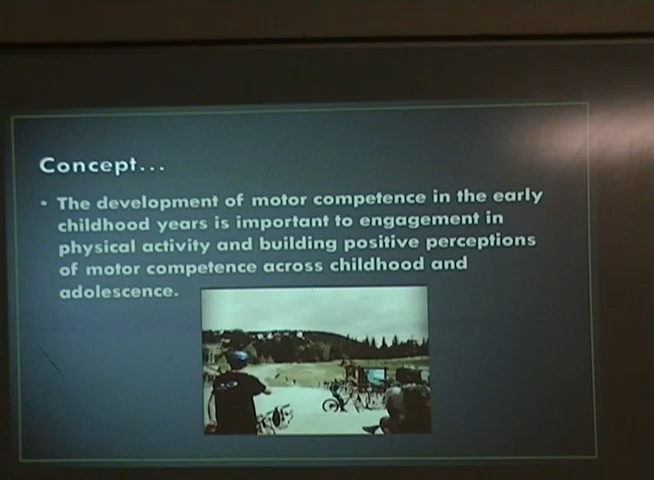 Concept...
• The development of motor competence in the early
childhood years is important to engagement in
physical activity and building positive perceptions
of motor competence across childhood and
adolescence.